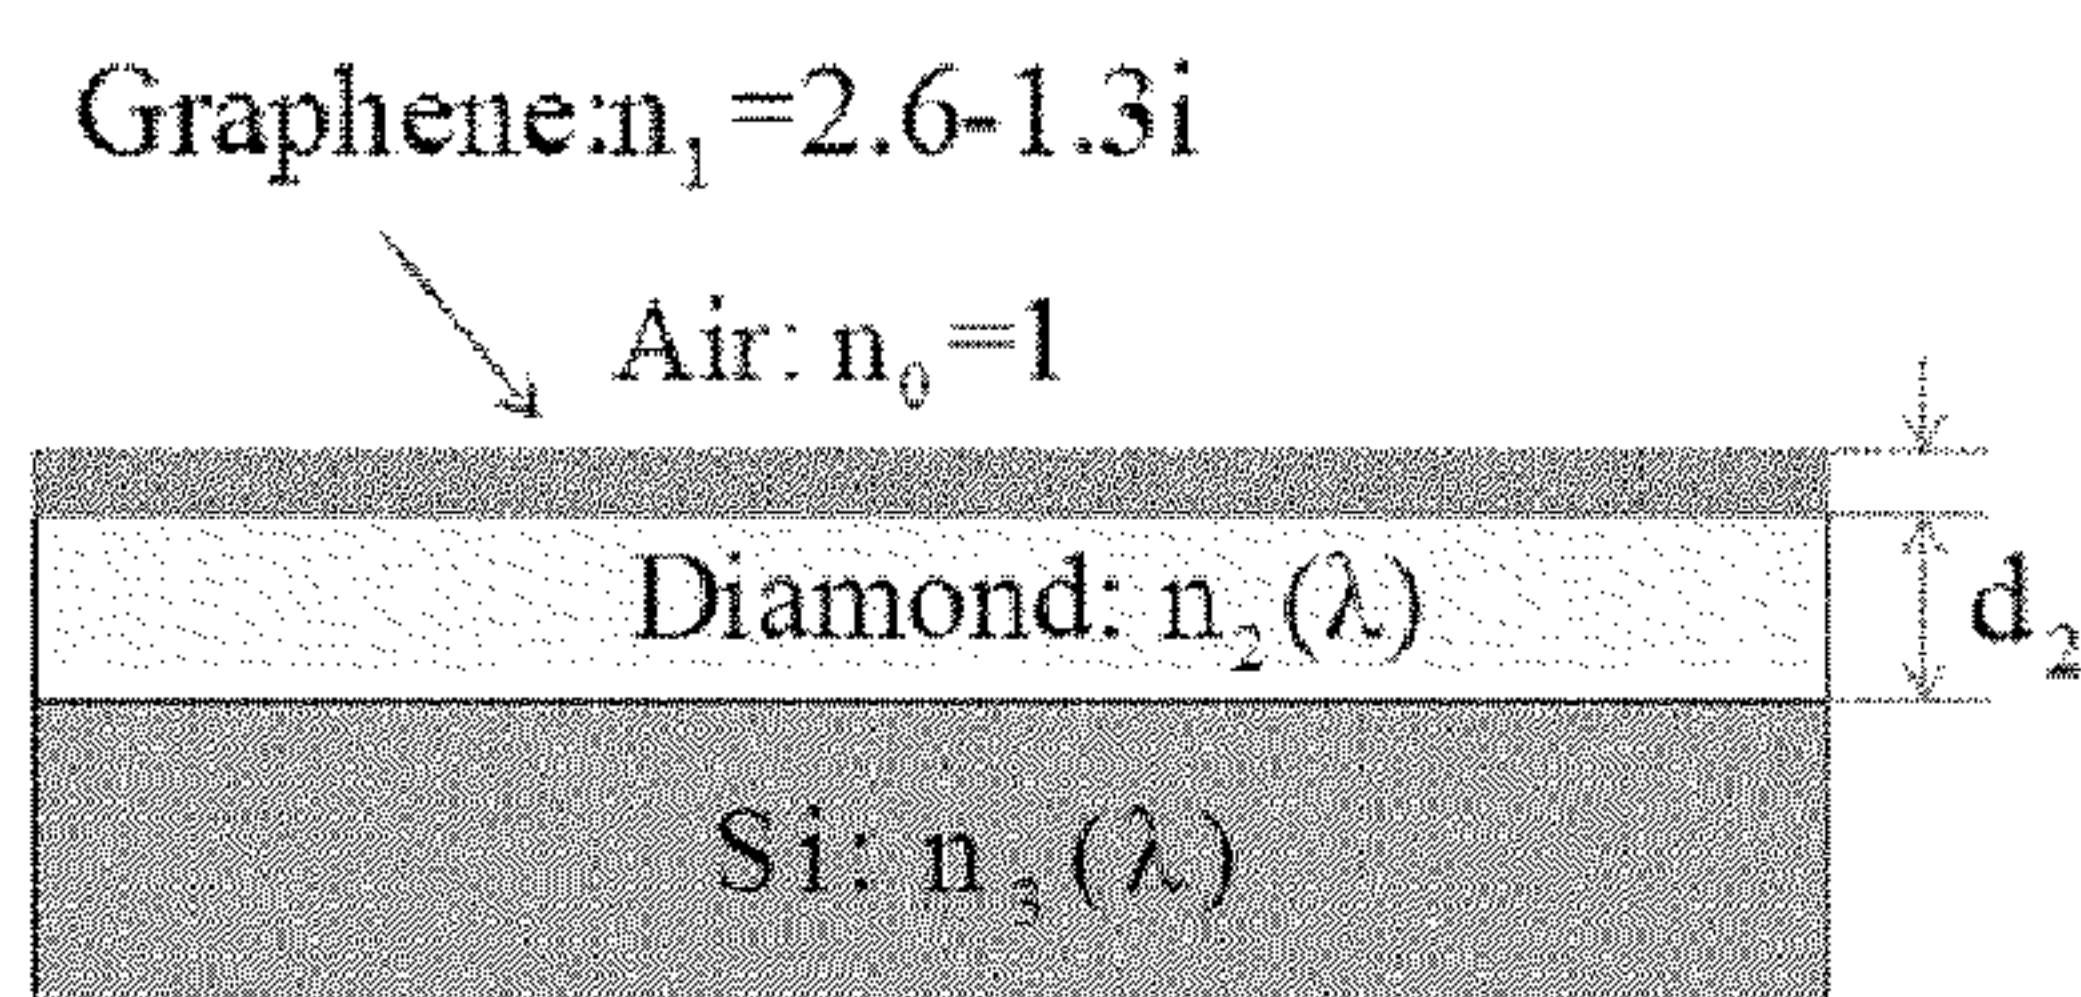 Graphene:n₁=2.6-1.3i
Air: n₀=1
Diamond: n₂(λ)
d₂
Si: n₃(λ)